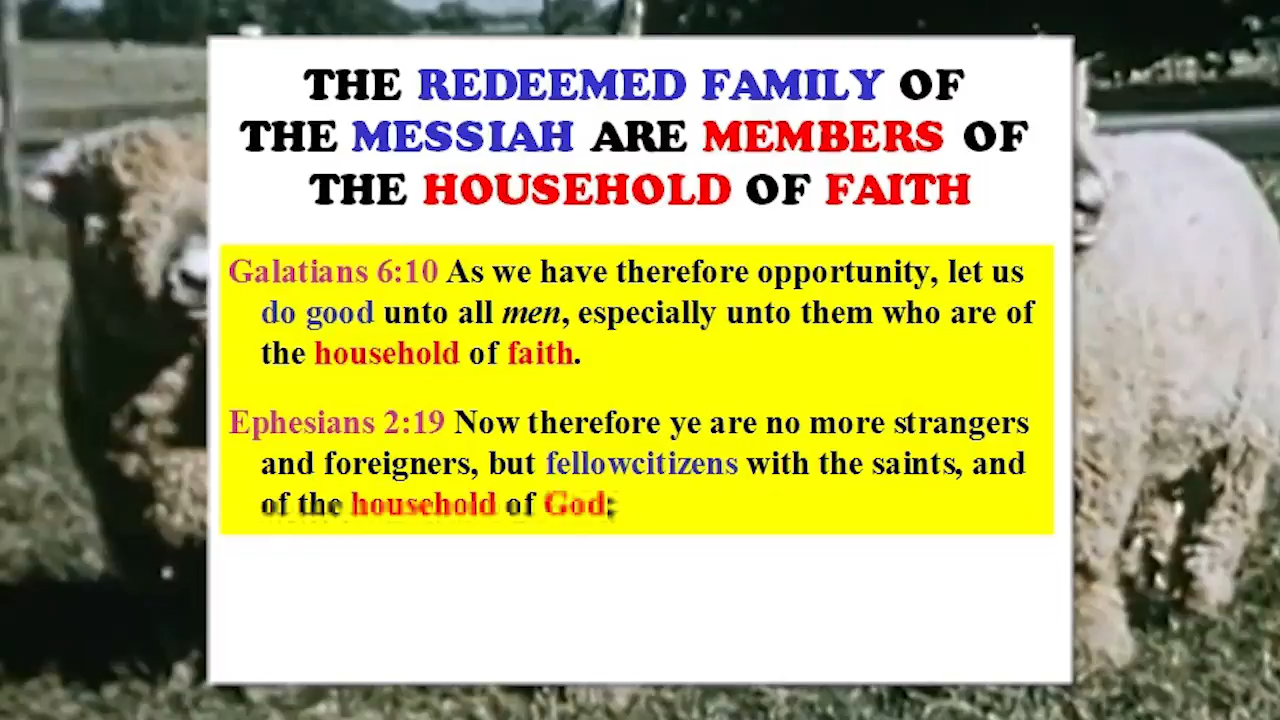 THE REDEEMED FAMILY OF
THE MESSIAH ARE MEMBERS OF
THE HOUSEHOLD OF FAITH
Galatians 6:10 As we have therefore opportunity, let us
do good unto all men, especially unto them who are of
the household of faith.
Ephesians 2:19 Now therefore ye are no more strangers
and foreigners, but fellowcitizens with the saints, and
of the household of God;